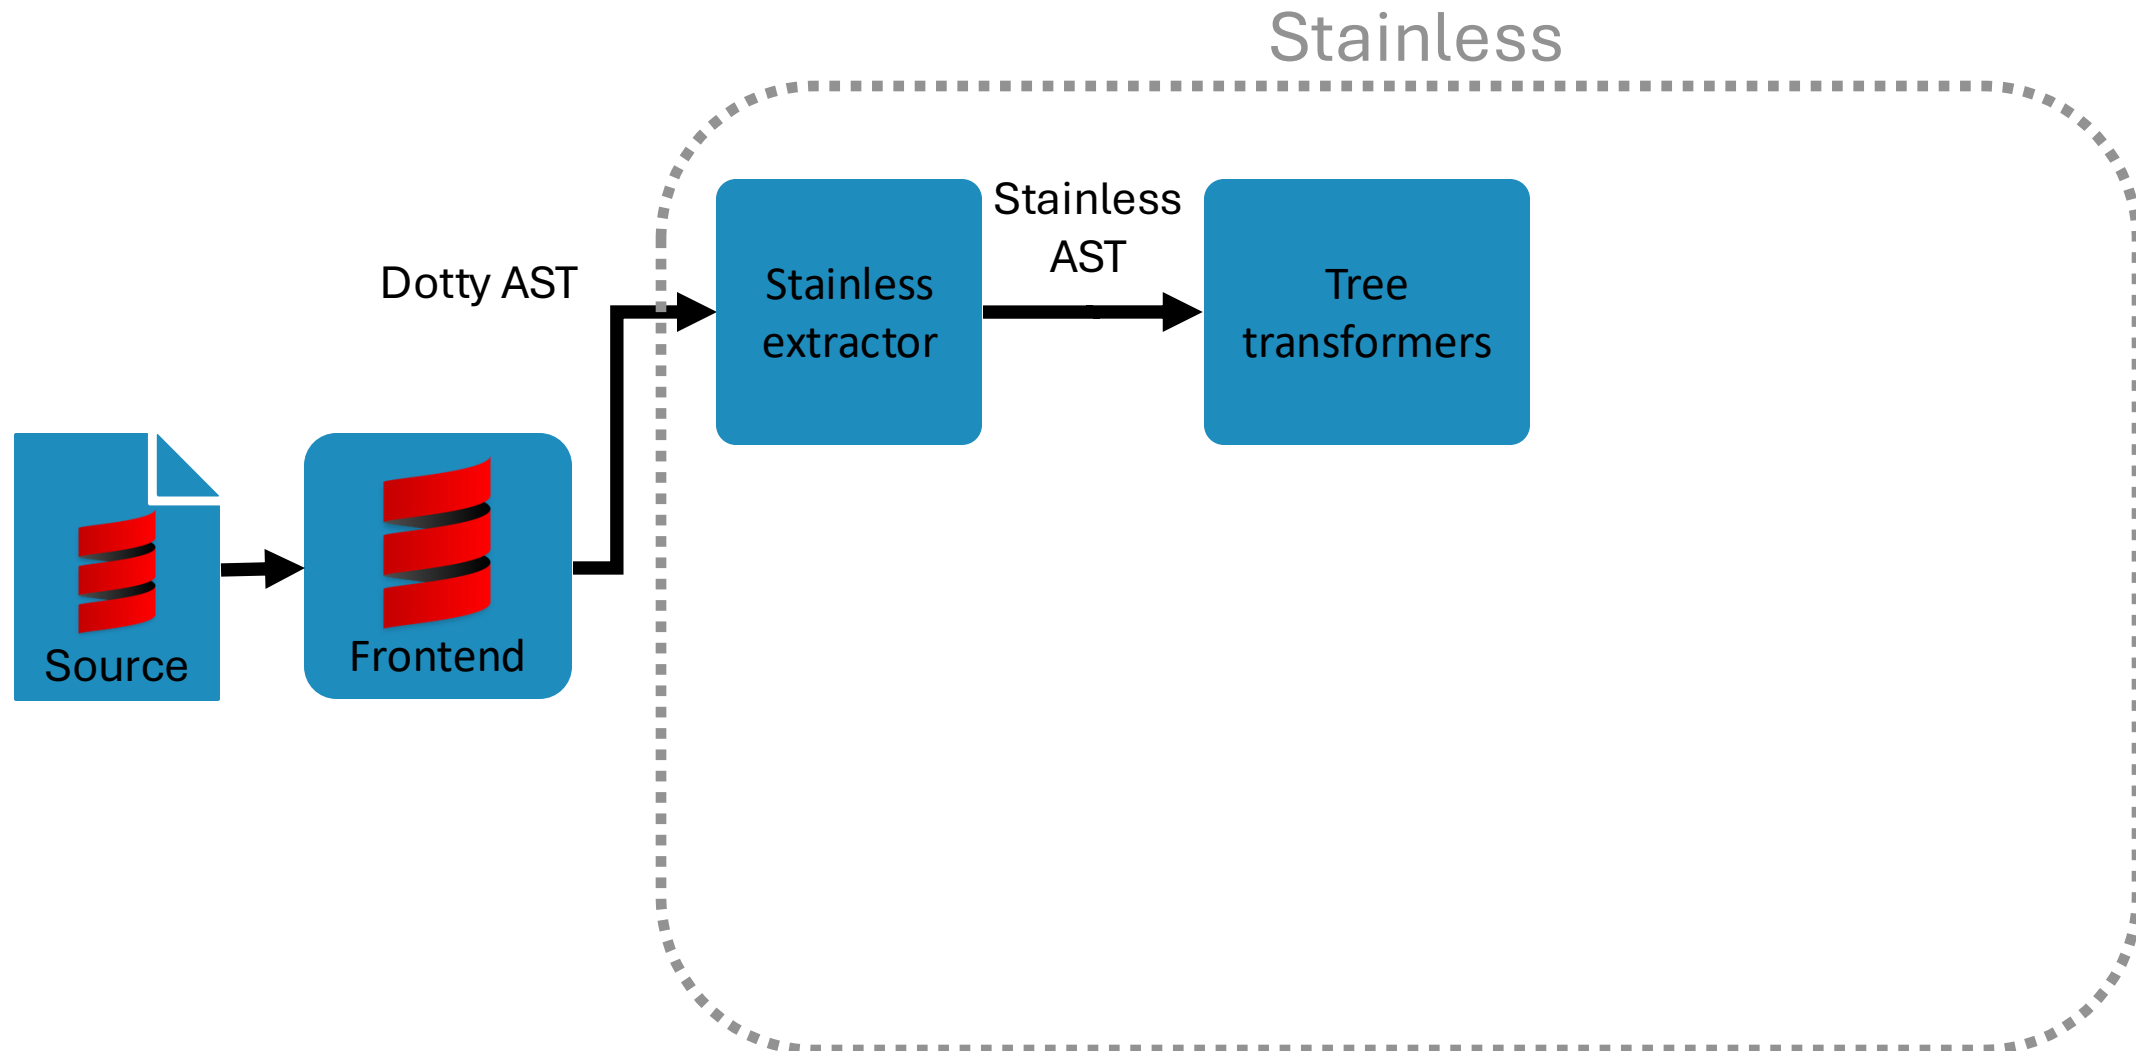 Stainless
Dotty AST
Stainless
extractor
Stainless
AST
Tree
transformers
Source
Frontend